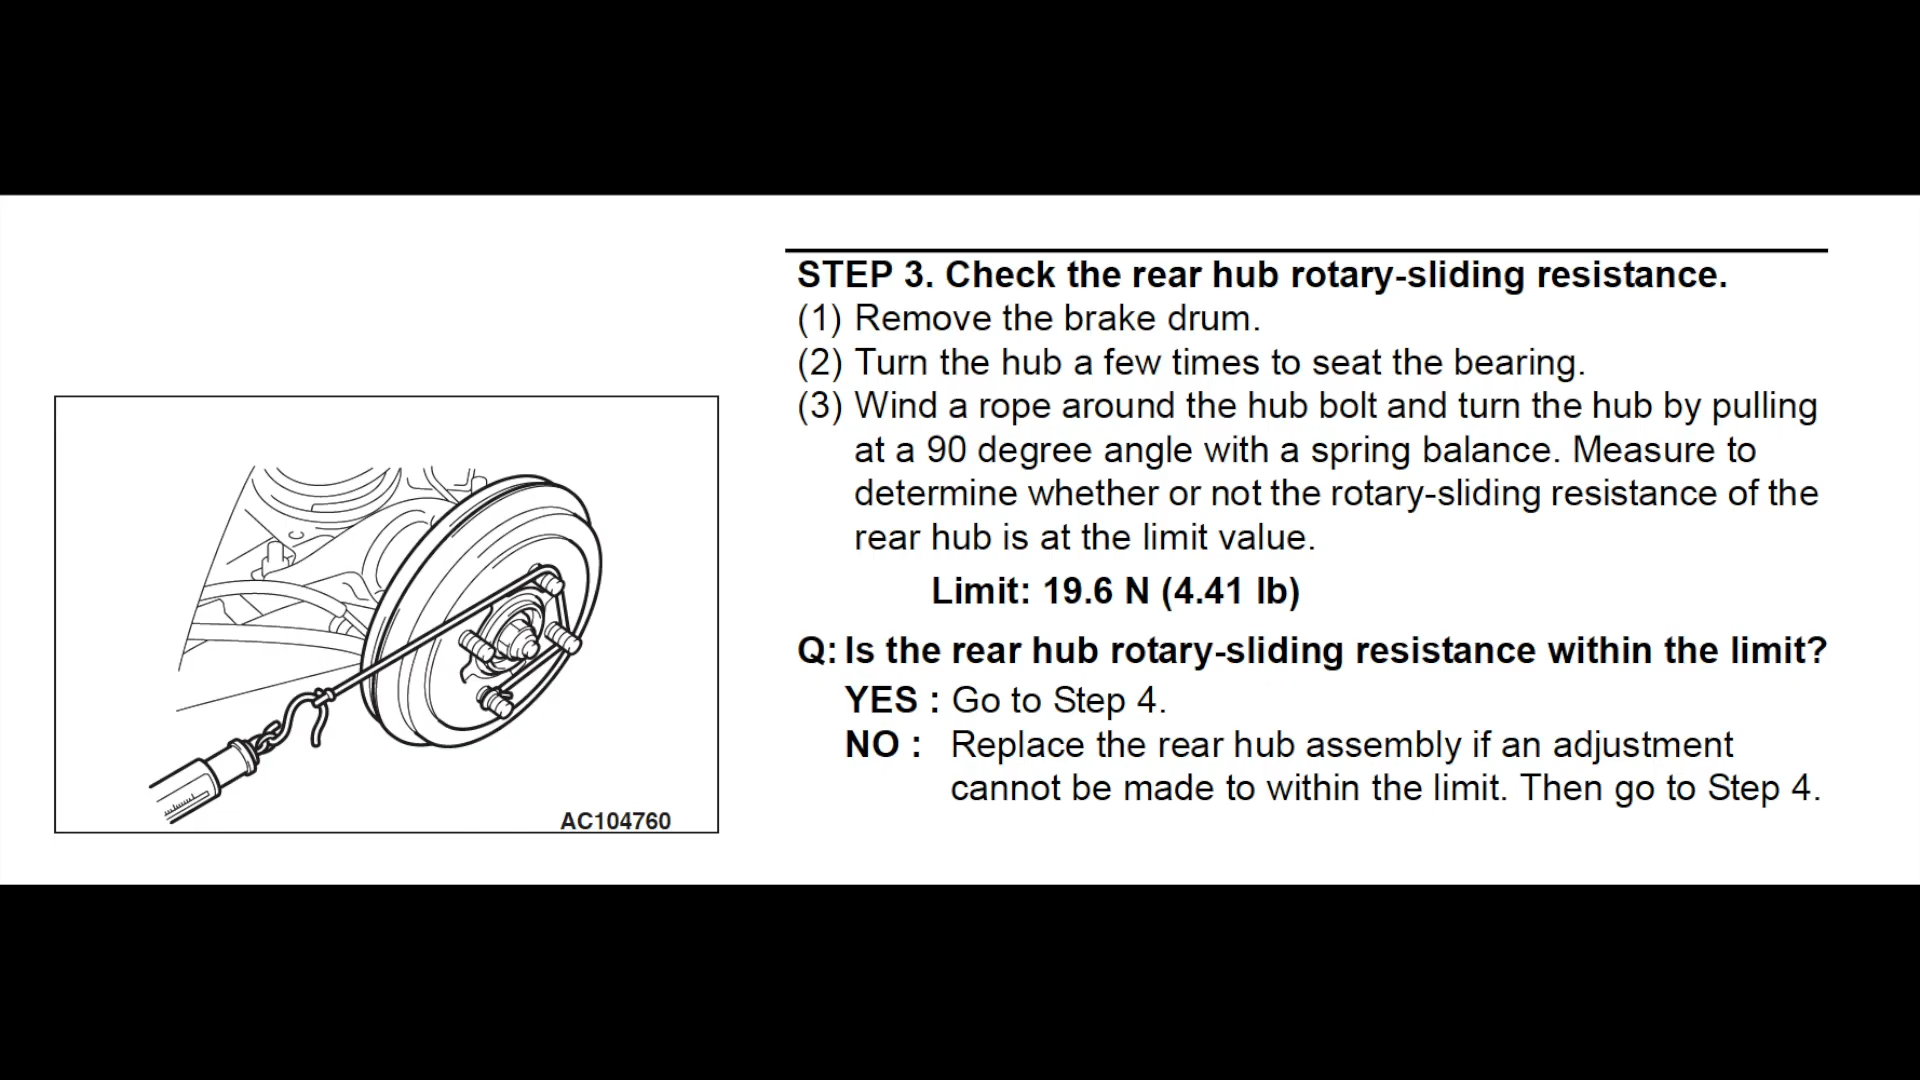 STEP 3. Check the rear hub rotary-sliding resistance.
(1) Remove the brake drum.
(2) Turn the hub a few times to seat the bearing.
(3) Wind a rope around the hub bolt and turn the hub by pulling
at a 90 degree angle with a spring balance. Measure to
determine whether or not the rotary-sliding resistance of the
rear hub is at the limit value.
Limit: 19.6 N (4.41 lb)
Q: Is the rear hub rotary-sliding resistance within the limit?
YES : Go to Step 4.
NO : Replace the rear hub assembly if an adjustment
cannot be made to within the limit. Then go to Step 4.
AC104760